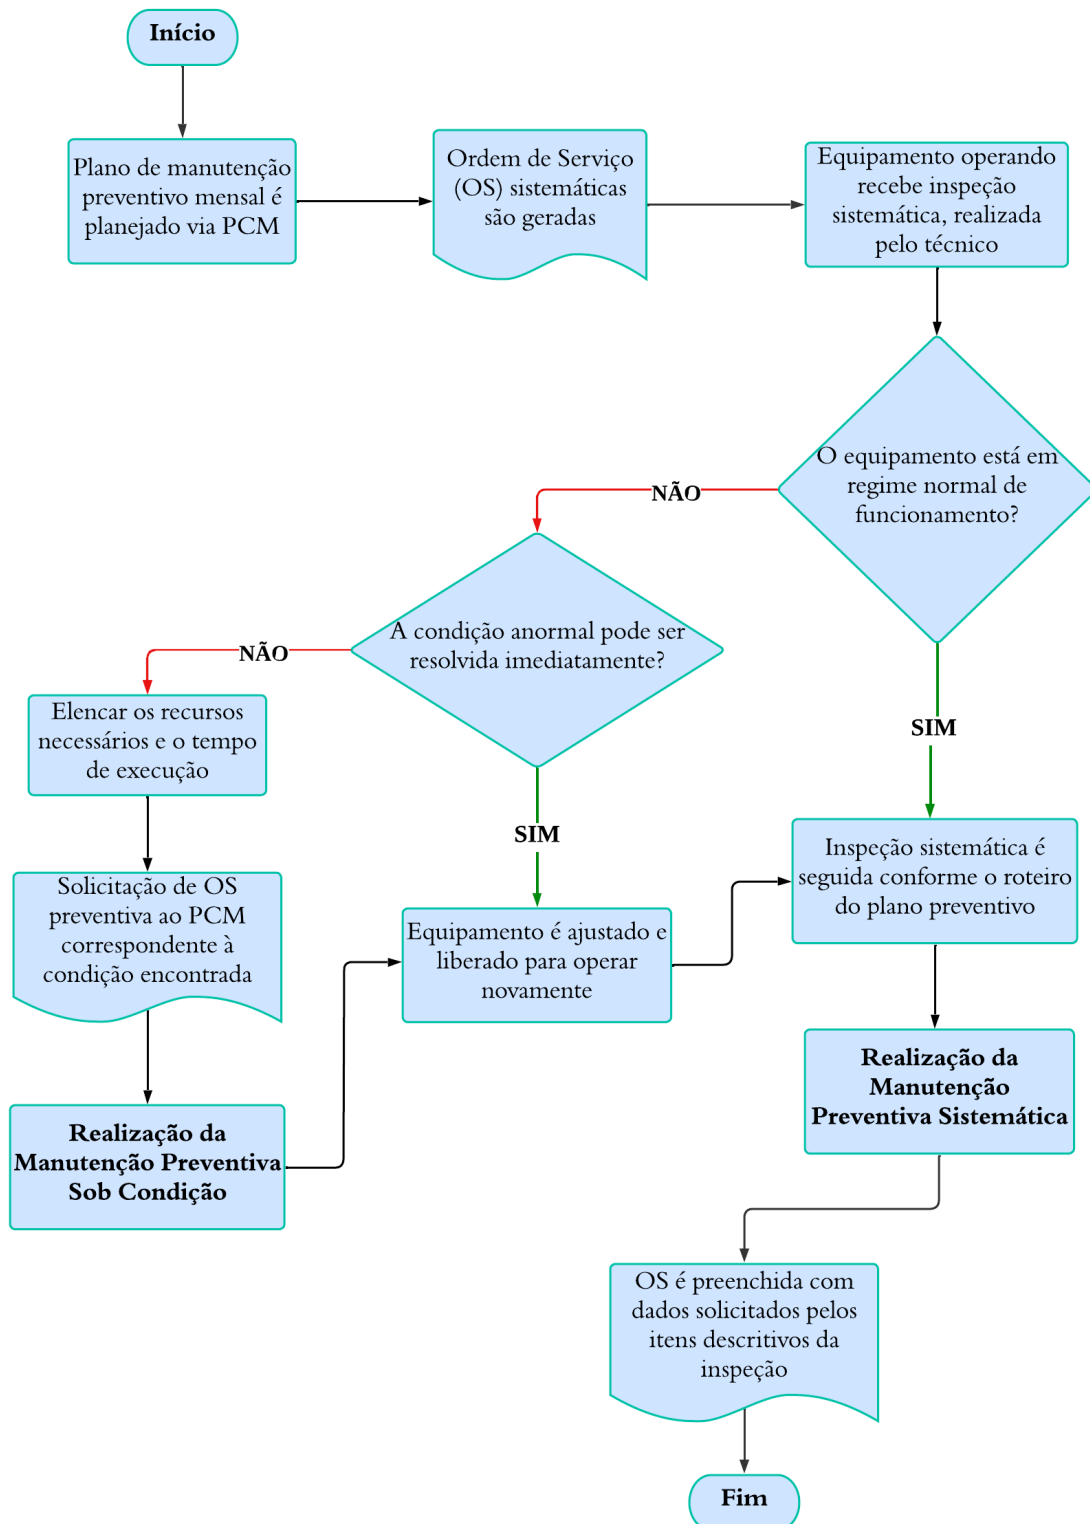 Início
Plano de manutenção
preventivo mensal é
planejado via PCM
Ordem de Serviço
(OS) sistemáticas
são geradas
Equipamento operando
recebe inspeção
sistemática, realizada
pelo técnico
O equipamento está em
regime normal de
funcionamento?
NÃO
A condição anormal pode ser
resolvida imediatamente?
NÃO
Elencar os recursos
necessários e o tempo
de execução
SIM
SIM
Solicitação de OS
preventiva ao PCM
correspondente à
condição encontrada
Equipamento é ajustado e
liberado para operar
novamente
Inspeção sistemática é
seguida conforme o roteiro
do plano preventivo
Realização da
Manutenção Preventiva
Sob Condição
Realização da
Manutenção
Preventiva Sistemática
OS é preenchida com
dados solicitados pelos
itens descritivos da
inspeção
Fim